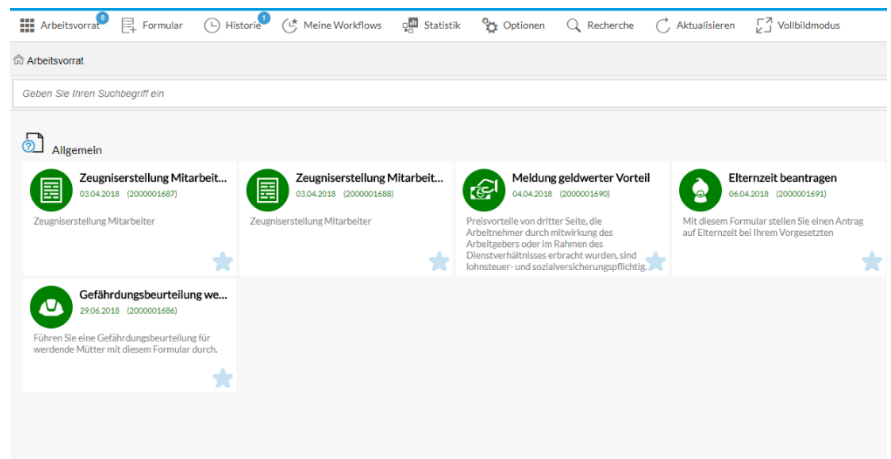 Arbeitsvorrat 0 Formular Historie 1 Meine Workflows Statistik Optionen Recherche Aktualisieren Vollbildmodus
Arbeitsvorrat
Geben Sie Ihren Suchbegriff ein
Allgemein
Zeugniserstellung Mitarbeit...
03.04.2018 (2000001687)
Zeugniserstellung Mitarbeiter
Zeugniserstellung Mitarbeit...
03.04.2018 (2000001688)
Zeugniserstellung Mitarbeiter
Meldung geldwerter Vorteil
04.04.2018 (2000001690)
Preisvorteile von dritter Seite, die
Arbeitnehmer durch mitwirkung des
Arbeitgebers oder im Rahmen des
Dienstverhältnisses erbracht wurden, sind
lohnsteuer- und sozialversicherungspflichtig.
Elternzeit beantragen
06.04.2018 (2000001691)
Mit diesem Formular stellen Sie einen Antrag
auf Elternzeit bei Ihrem Vorgesetzten
Gefährdungsbeurteilung we...
29.06.2018 (2000001686)
Führen Sie eine Gefährdungsbeurteilung für
werdende Mütter mit diesem Formular durch.